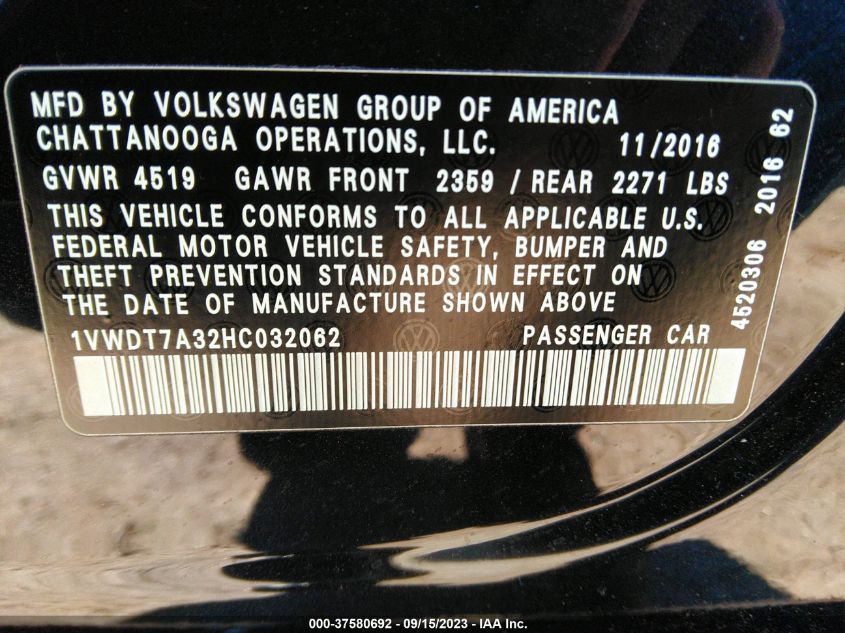 MFD BY VOLKSWAGEN GROUP OF AMERICA
CHATTANOOGA OPERATIONS, LLC. 11/2016
GVWR 4519 GAWR FRONT 2359 / REAR 2271 LBS
THIS VEHICLE CONFORMS TO ALL APPLICABLE U.S.
FEDERAL MOTOR VEHICLE SAFETY, BUMPER AND
THEFT PREVENTION STANDARDS IN EFFECT ON
THE DATE OF MANUFACTURE SHOWN ABOVE
1VWDT7A32HC032062 PASSENGER CAR
4520306 2016 62
000-37580692 - 09/15/2023 - © IAA Inc.